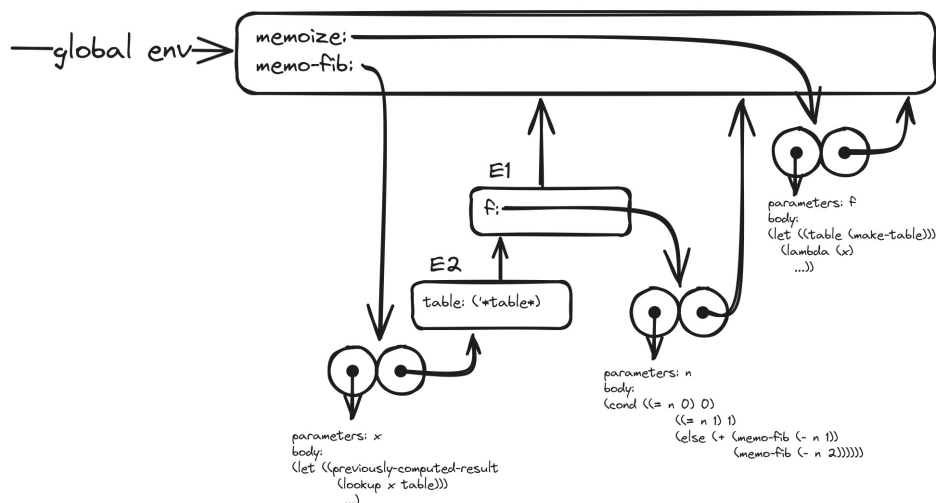 global env
memoize:
memo-fib:
E1
f:
E2
table: ('*table*)
parameters: f
body:
(let ((table (make-table)))
(lambda (x)
...))
parameters: n
body:
(cond ((= n 0) 0)
((= n 1) 1)
(else (+ (memo-fib (- n 1))
(memo-fib (- n 2))))))
parameters: x
body:
(let ((previously-computed-result
(lookup x table)))
...)